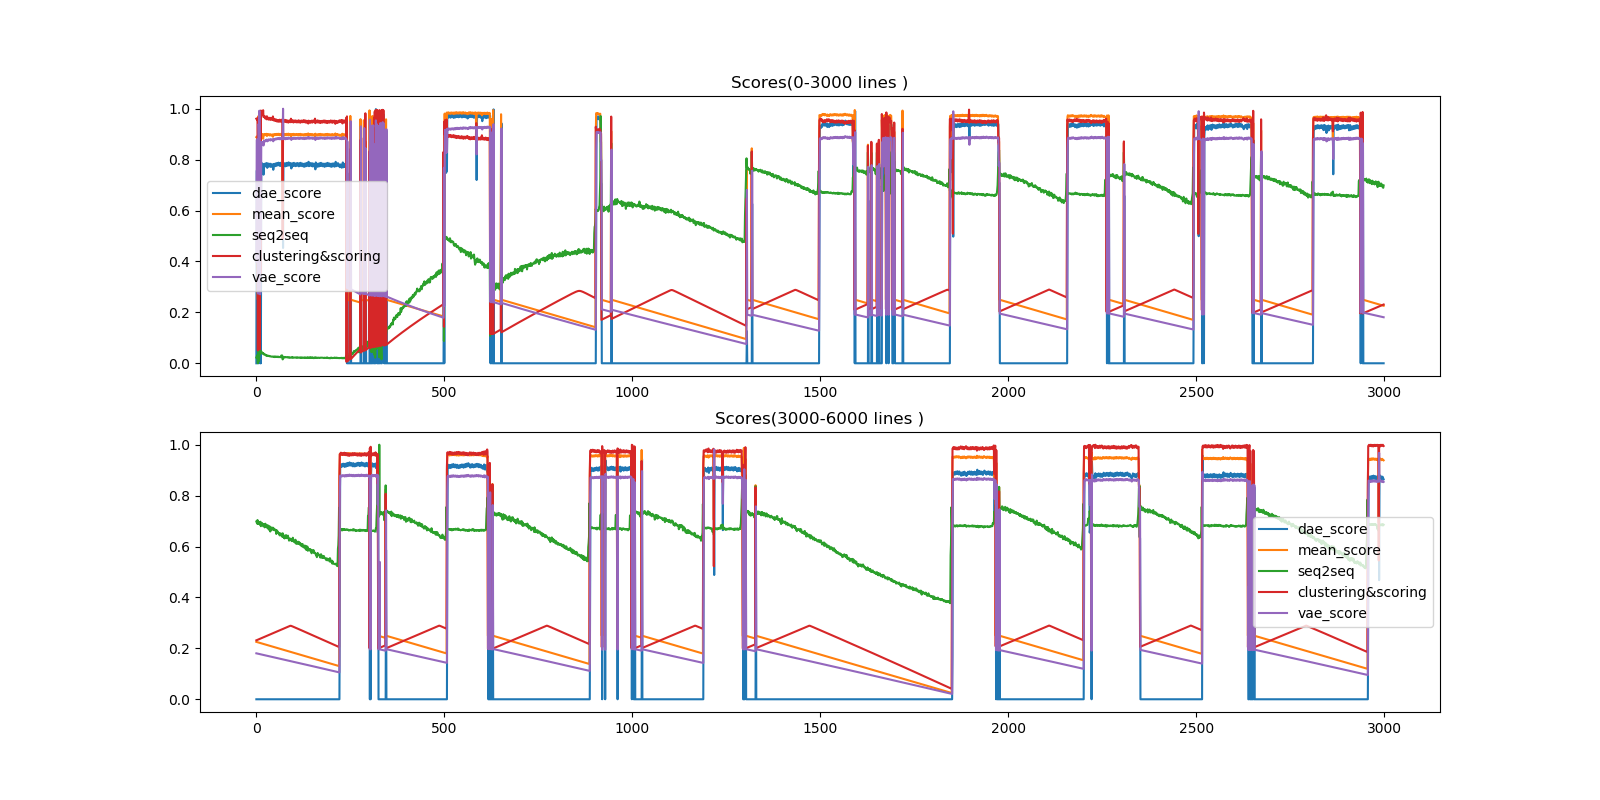 Scores(0-3000 lines )
1.0
0.8
0.6
0.4
0.2
0.0
dae_score
mean_score
seq2seq
clustering&scoring
vae_score
0 500 1000 1500 2000 2500 3000
Scores(3000-6000 lines )
1.0
0.8
0.6
0.4
0.2
0.0
dae_score
mean_score
seq2seq
clustering&scoring
vae_score
0 500 1000 1500 2000 2500 3000